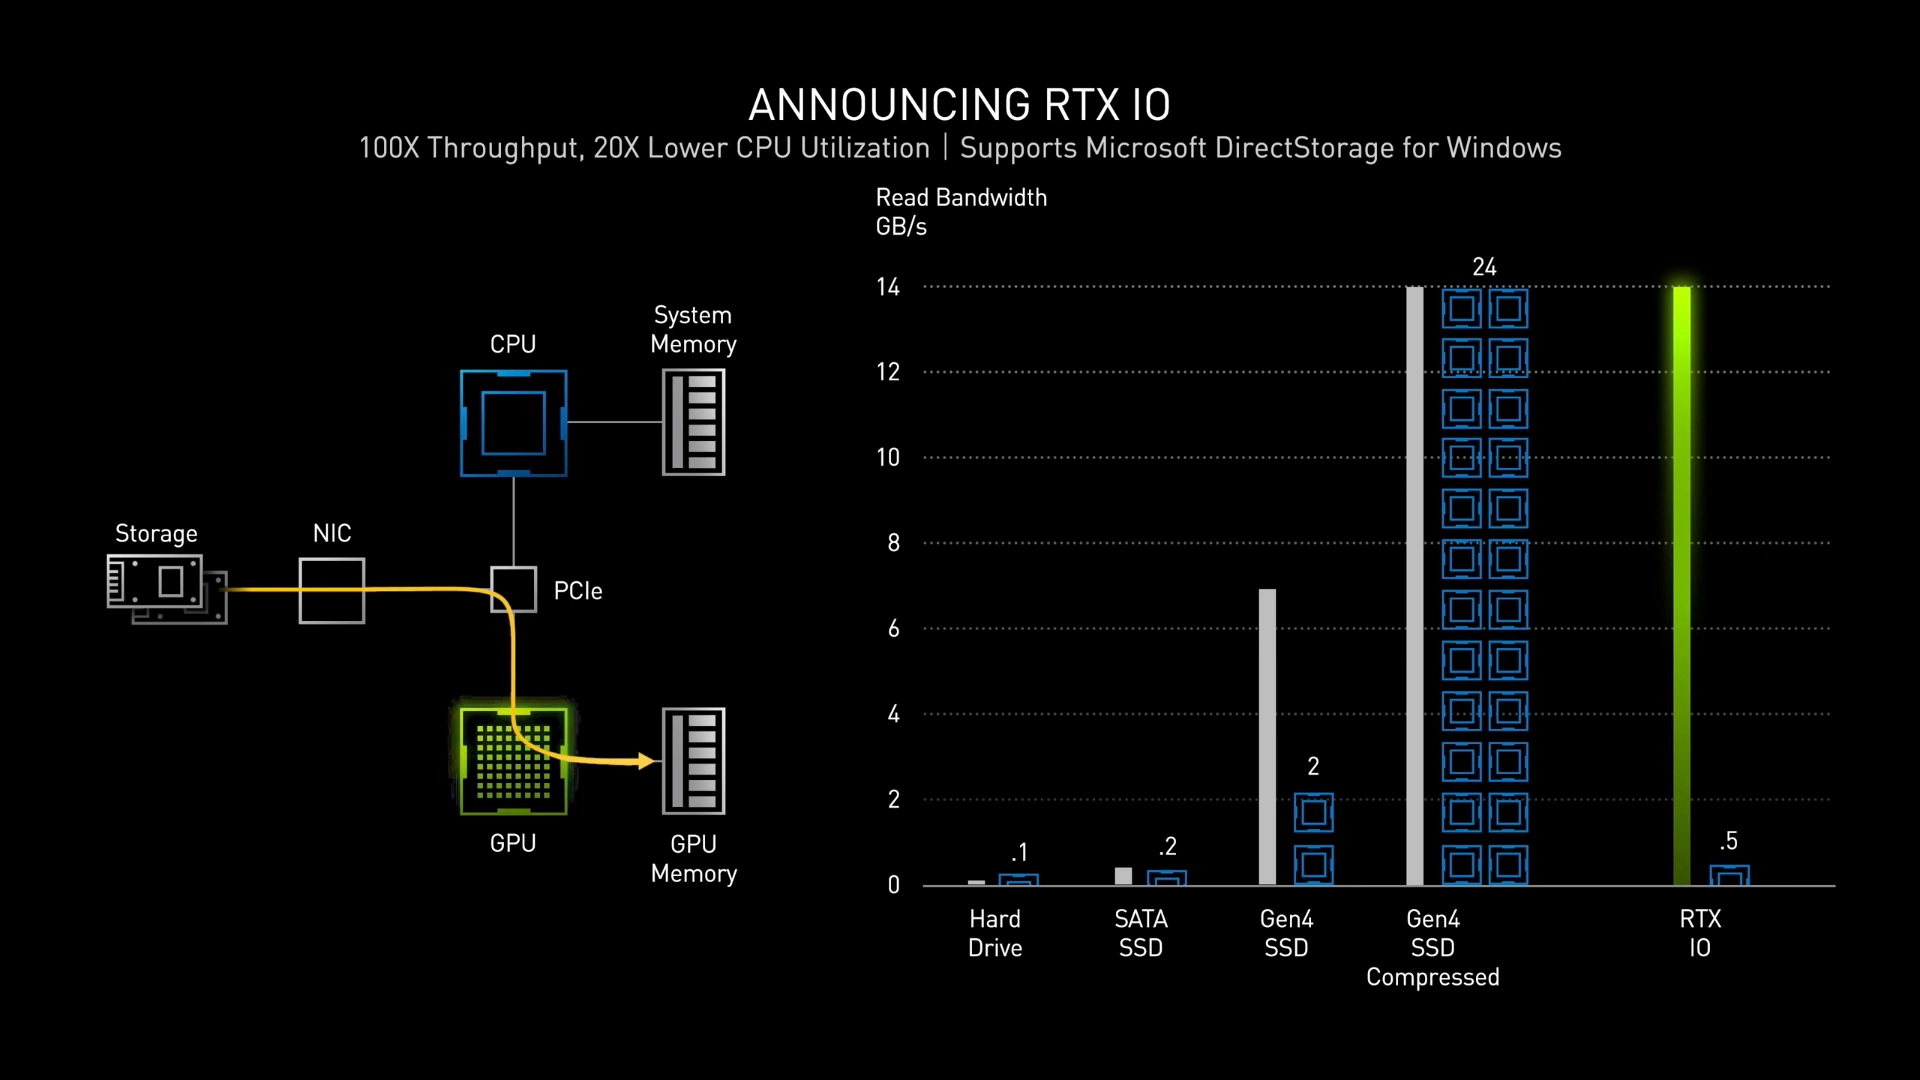 ANNOUNCING RTX IO
100X Throughput, 20X Lower CPU Utilization | Supports Microsoft DirectStorage for Windows
Storage
NIC
CPU
System
Memory
PCIe
GPU
GPU
Memory
Read Bandwidth
GB/s
14
12
10
8
6
4
2
0
.1
.2
2
24
.5
Hard
Drive
SATA
SSD
Gen4
SSD
Gen4
SSD
Compressed
RTX
IO